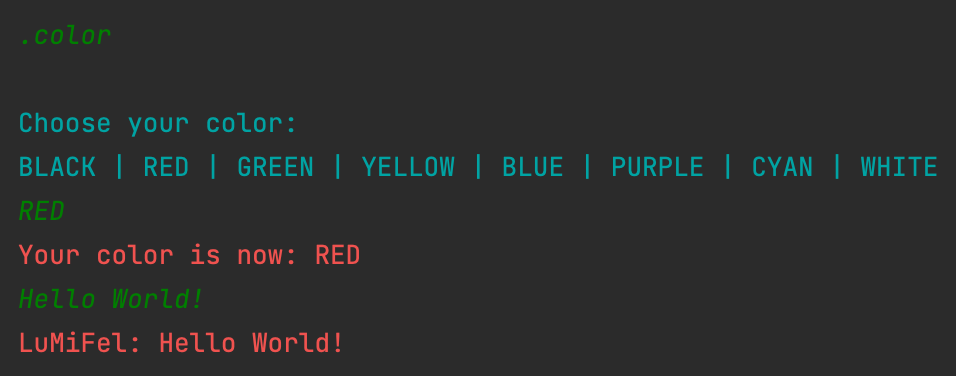 .color
Choose your color:
BLACK | RED | GREEN | YELLOW | BLUE | PURPLE | CYAN | WHITE
RED
Your color is now: RED
Hello World!
LuMiFel: Hello World!